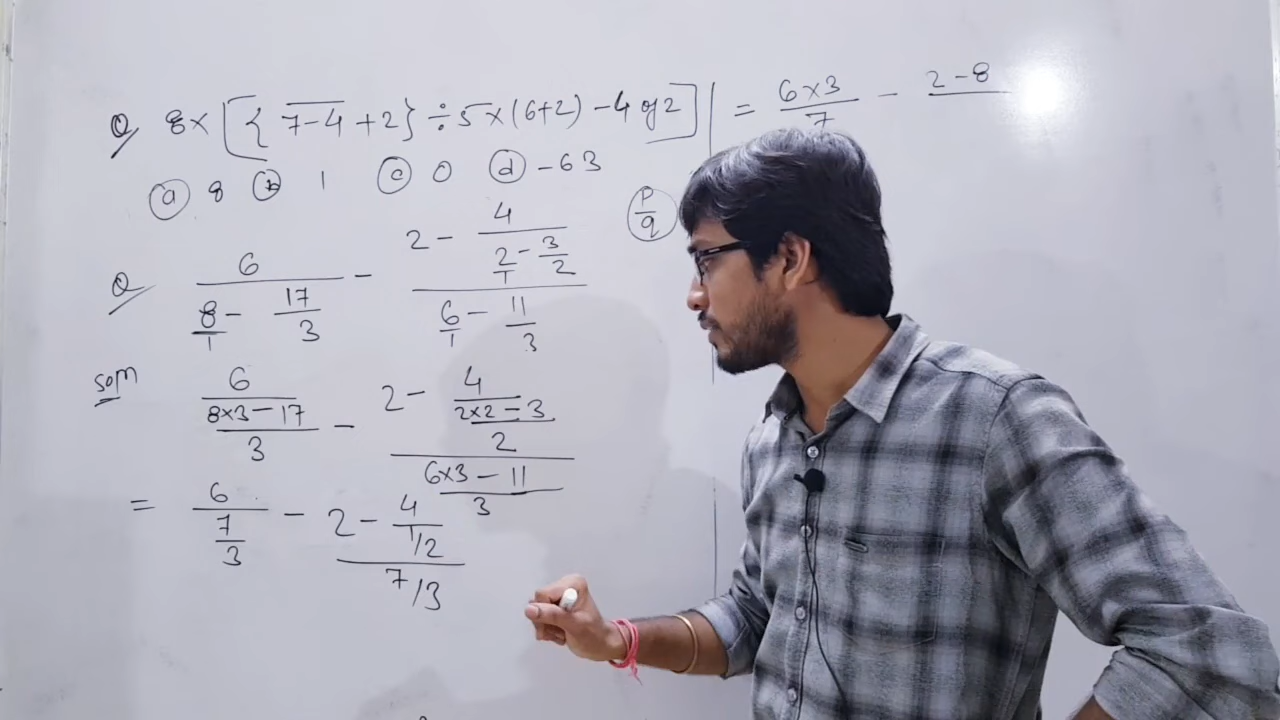 Q 8× [{ 7-4 +2} ÷5×(6+2) -4 of 2]
a 8 b 1 c 0 d -63
Q 6/(8/1 - 17/3) - (2 - 4/(2/1 - 3/2))/(6/1 - 11/3)
Soln 6/((8×3-17)/3) - (2 - 4/((2×2-3)/2))/((6×3-11)/3)
= 6/(7/3) - (2 - 4/(1/2))/(7/3)
= 6×3/7 - 2-8
p/q